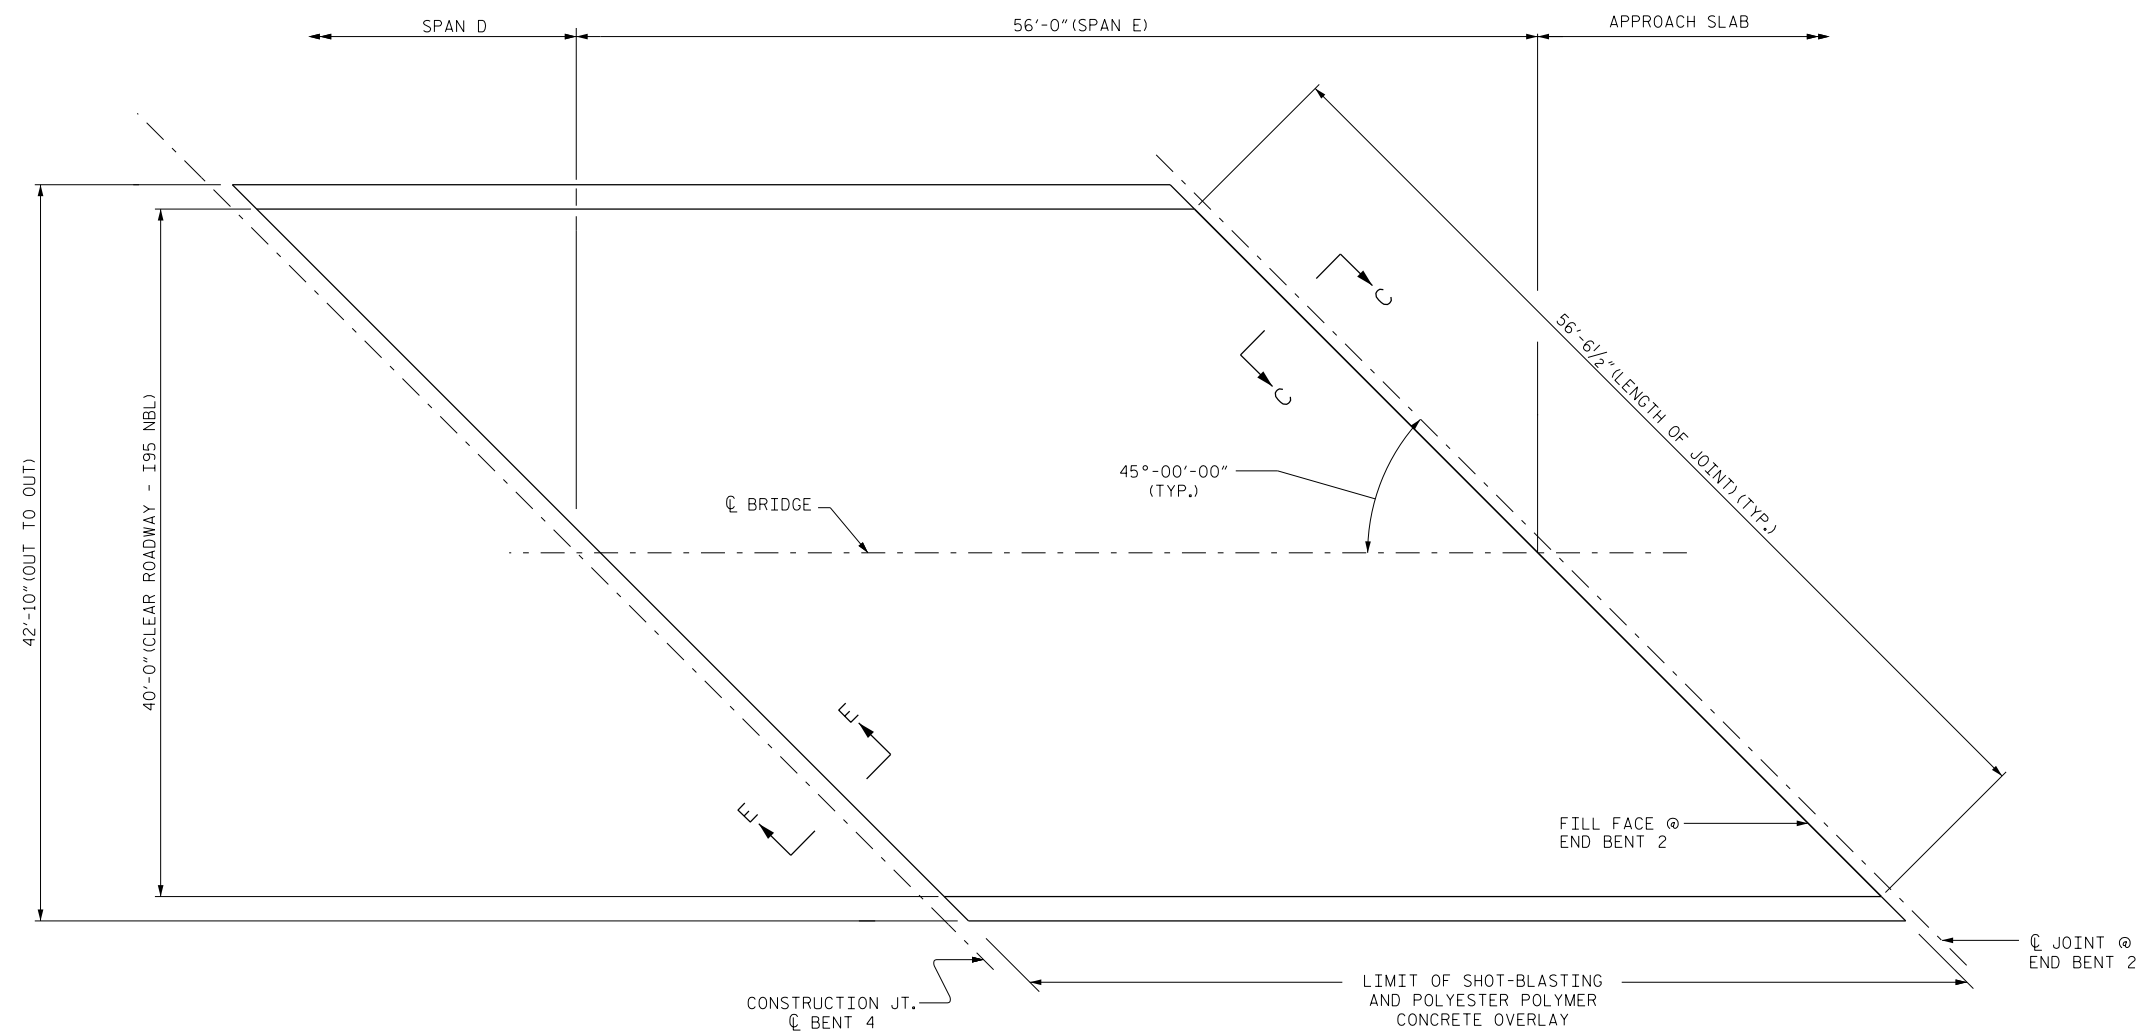 SPAN D
56'-0" (SPAN E)
APPROACH SLAB
42'-10" (OUT TO OUT)
40'-0" (CLEAR ROADWAY - I95 NBL)
56'-6 1/2" (LENGTH OF JOINT) (TYP.)
C
C
45°-00'-00"
(TYP.)
℄ BRIDGE
E
E
FILL FACE @
END BENT 2
℄ JOINT @
END BENT 2
LIMIT OF SHOT-BLASTING
AND POLYESTER POLYMER
CONCRETE OVERLAY
CONSTRUCTION JT.
℄ BENT 4